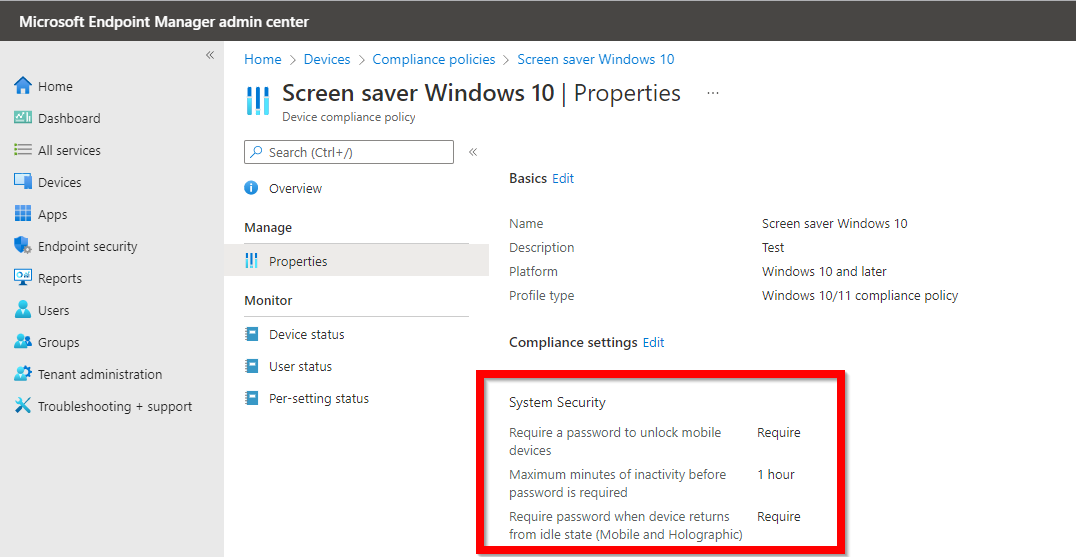 Microsoft Endpoint Manager admin center
«
Home
Dashboard
All services
Devices
Apps
Endpoint security
Reports
Users
Groups
Tenant administration
Troubleshooting + support
Home > Devices > Compliance policies > Screen saver Windows 10
Screen saver Windows 10 | Properties ...
Device compliance policy
Search (Ctrl+/) «
Overview
Manage
Properties
Monitor
Device status
User status
Per-setting status
Basics Edit
Name Screen saver Windows 10
Description Test
Platform Windows 10 and later
Profile type Windows 10/11 compliance policy
Compliance settings Edit
System Security
Require a password to unlock mobile Require
devices
Maximum minutes of inactivity before 1 hour
password is required
Require password when device returns Require
from idle state (Mobile and Holographic)